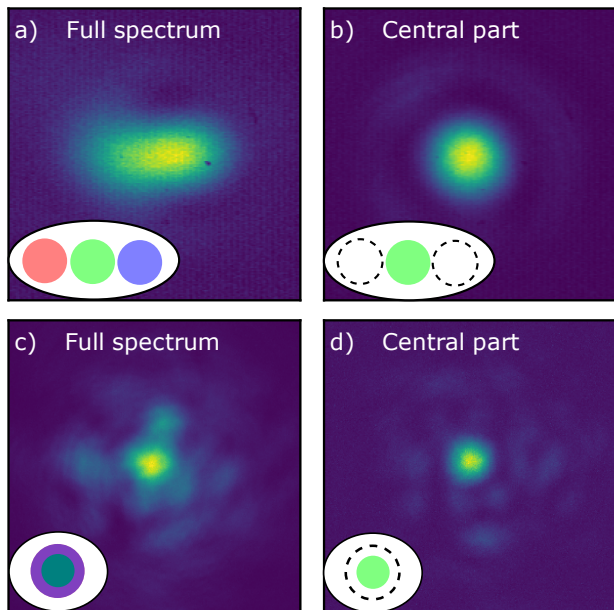 a) Full spectrum
b) Central part
c) Full spectrum
d) Central part